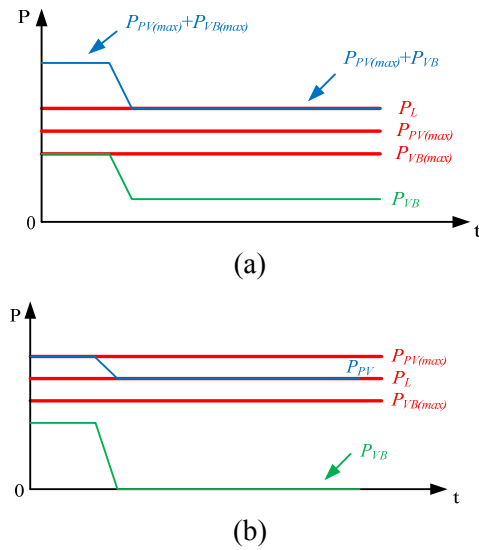 P
P_PV(max)+P_VB(max)
P_PV(max)+P_VB
P_L
P_PV(max)
P_VB(max)
P_VB
0
t
(a)
P
P_PV(max)
P_PV
P_L
P_VB(max)
P_VB
0
t
(b)